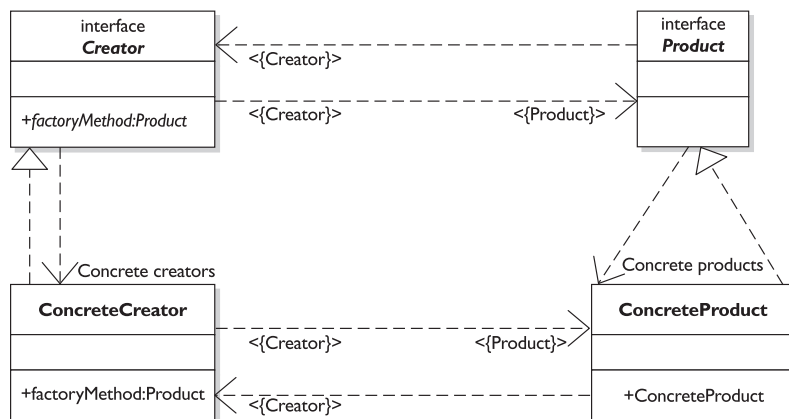 interface
Creator
+factoryMethod:Product
interface
Product
<{Creator}>
<{Creator}>
<{Product}>
Concrete creators
Concrete products
ConcreteCreator
+factoryMethod:Product
ConcreteProduct
+ConcreteProduct
<{Creator}>
<{Product}>
<{Creator}>